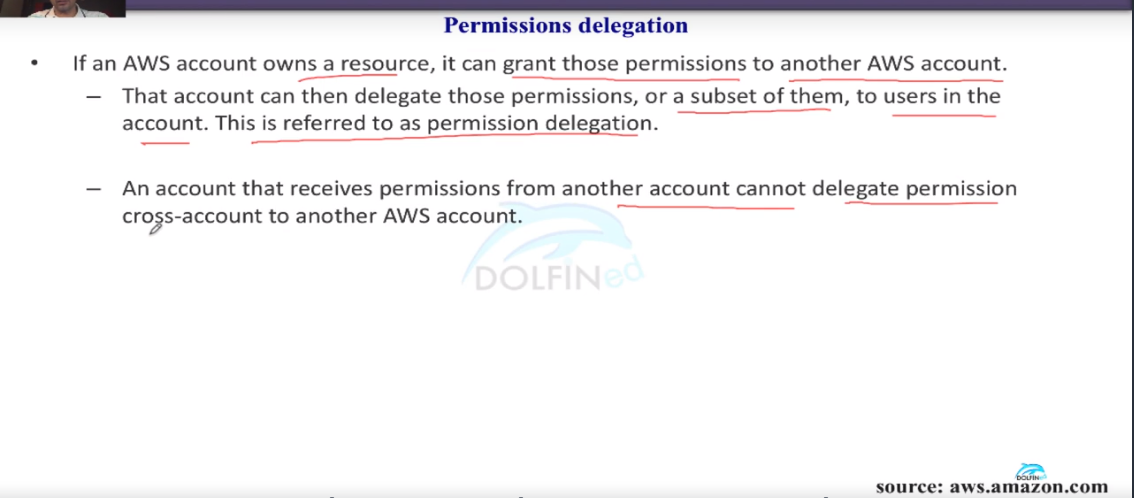 Permissions delegation
• If an AWS account owns a resource, it can grant those permissions to another AWS account.
– That account can then delegate those permissions, or a subset of them, to users in the
account. This is referred to as permission delegation.
– An account that receives permissions from another account cannot delegate permission
cross-account to another AWS account.
DOLFINed
DOLFINed
source: aws.amazon.com